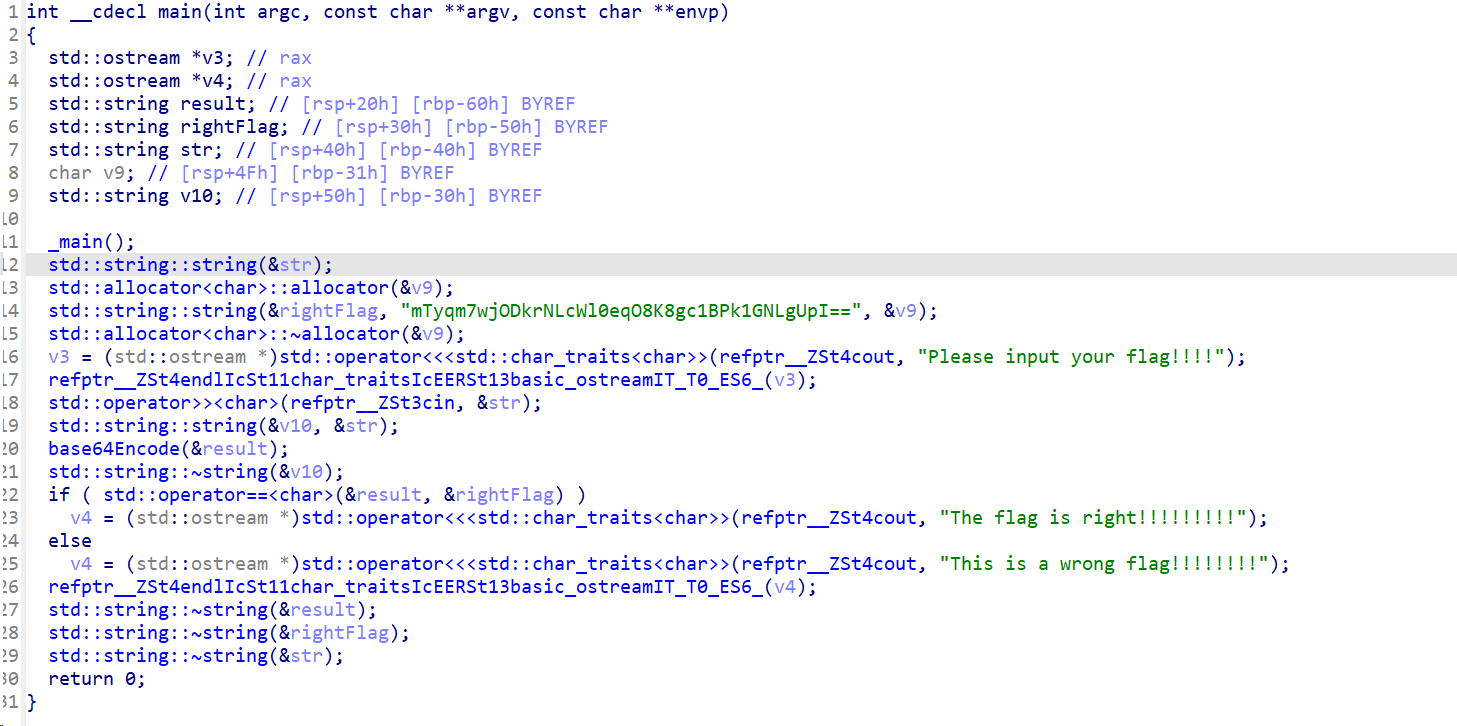 1 int __cdecl main(int argc, const char **argv, const char **envp)
2 {
3 std::ostream *v3; // rax
4 std::ostream *v4; // rax
5 std::string result; // [rsp+20h] [rbp-60h] BYREF
6 std::string rightFlag; // [rsp+30h] [rbp-50h] BYREF
7 std::string str; // [rsp+40h] [rbp-40h] BYREF
8 char v9; // [rsp+4Fh] [rbp-31h] BYREF
9 std::string v10; // [rsp+50h] [rbp-30h] BYREF
10
11 _main();
12 std::string::string(&str);
13 std::allocator<char>::allocator(&v9);
14 std::string::string(&rightFlag, "mTyqm7wjODkrNLcWl0eqO8K8gc1BPk1GNLgUpI==", &v9);
15 std::allocator<char>::~allocator(&v9);
16 v3 = (std::ostream *)std::operator<<<std::char_traits<char>>(refptr__ZSt4cout, "Please input your flag!!!!");
17 refptr__ZSt4endlIcSt11char_traitsIcEERSt13basic_ostreamIT_T0_ES6_(v3);
18 std::operator>><char>(refptr__ZSt3cin, &str);
19 std::string::string(&v10, &str);
20 base64Encode(&result);
21 std::string::~string(&v10);
22 if ( std::operator==<char>(&result, &rightFlag) )
23 v4 = (std::ostream *)std::operator<<<std::char_traits<char>>(refptr__ZSt4cout, "The flag is right!!!!!!!!!");
24 else
25 v4 = (std::ostream *)std::operator<<<std::char_traits<char>>(refptr__ZSt4cout, "This is a wrong flag!!!!!!!!");
26 refptr__ZSt4endlIcSt11char_traitsIcEERSt13basic_ostreamIT_T0_ES6_(v4);
27 std::string::~string(&result);
28 std::string::~string(&rightFlag);
29 std::string::~string(&str);
30 return 0;
31 }